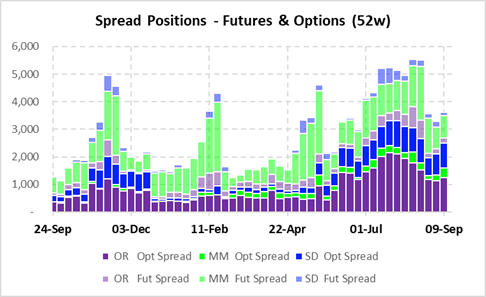 Spread Positions - Futures & Options (52w)
6,000
5,000
4,000
3,000
2,000
1,000
-
24-Sep 03-Dec 11-Feb 22-Apr 01-Jul 09-Sep
OR Opt Spread MM Opt Spread SD Opt Spread
OR Fut Spread MM Fut Spread SD Fut Spread